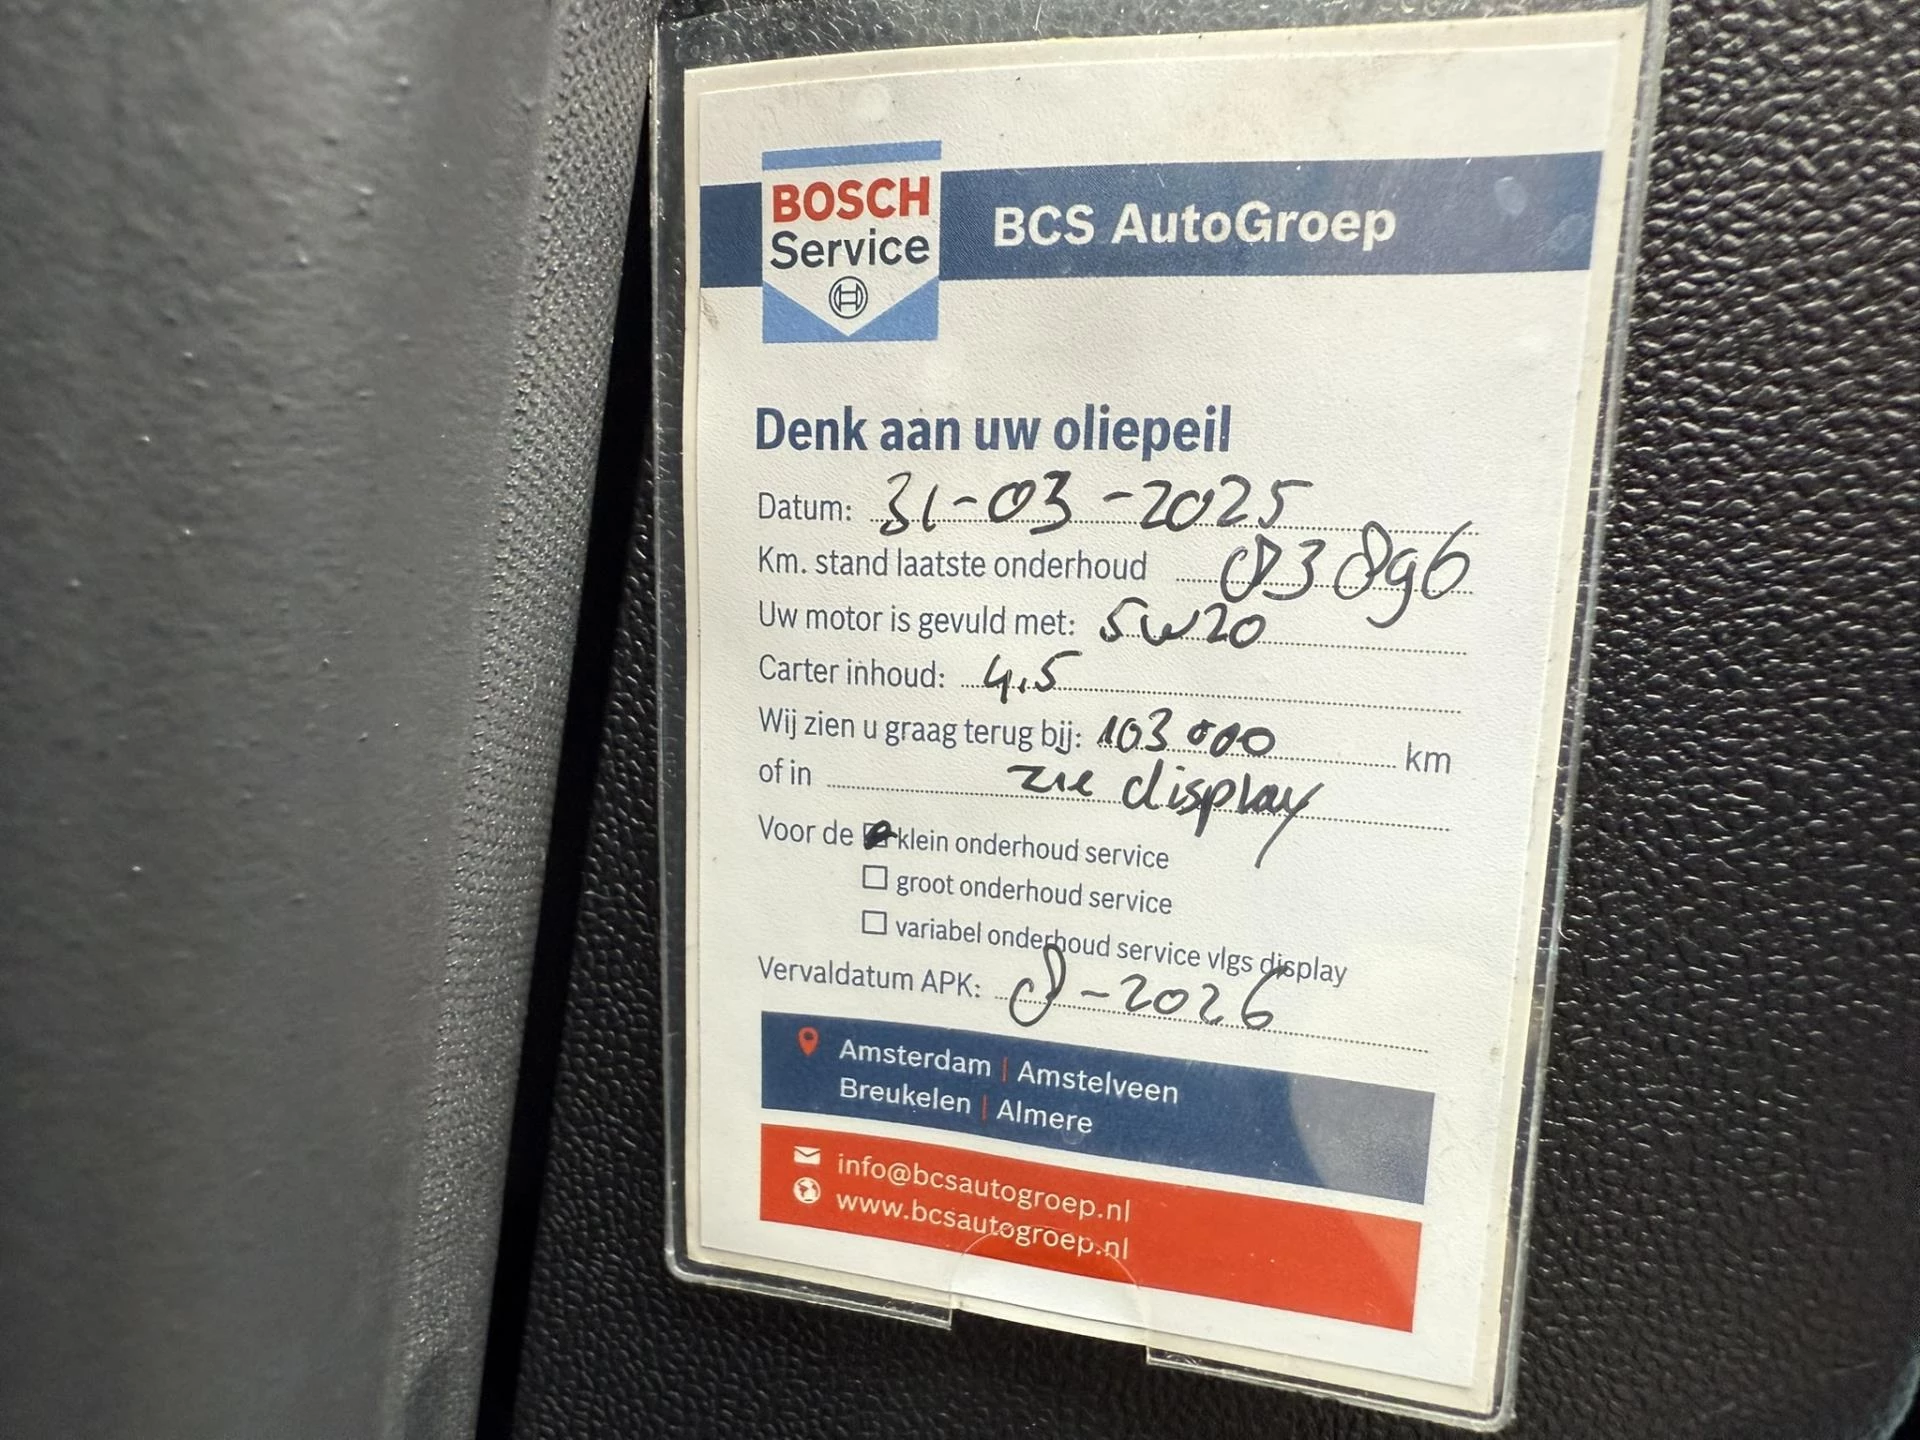 BOSCH
Service
BCS AutoGroep
Denk aan uw oliepeil
Datum: 31-03-2025
Km. stand laatste onderhoud 83896
Uw motor is gevuld met: 5w20
Carter inhoud: 4,5
Wij zien u graag terug bij: 103000 km
of in zie display
Voor de klein onderhoud service
groot onderhoud service
variabel onderhoud service vlgs display
Vervaldatum APK: 8-2026
Amsterdam | Amstelveen
Breukelen | Almere
info@bcsautogroep.nl
www.bcsautogroep.nl